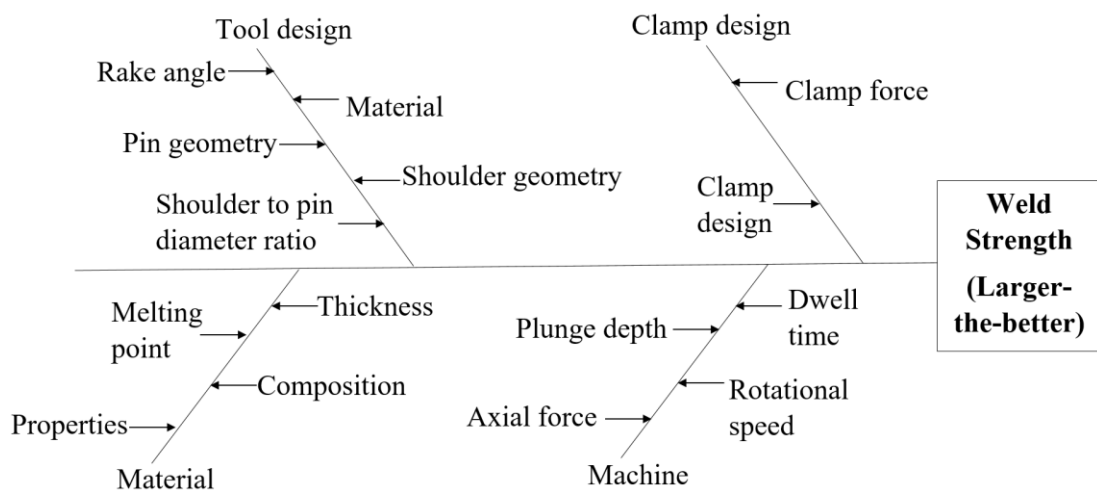 Tool design
Rake angle
Material
Pin geometry
Shoulder geometry
Shoulder to pin
diameter ratio
Clamp design
Clamp force
Clamp
design
Weld
Strength
(Larger-
the-better)
Thickness
Melting
point
Composition
Properties
Material
Dwell
time
Plunge depth
Rotational
speed
Axial force
Machine